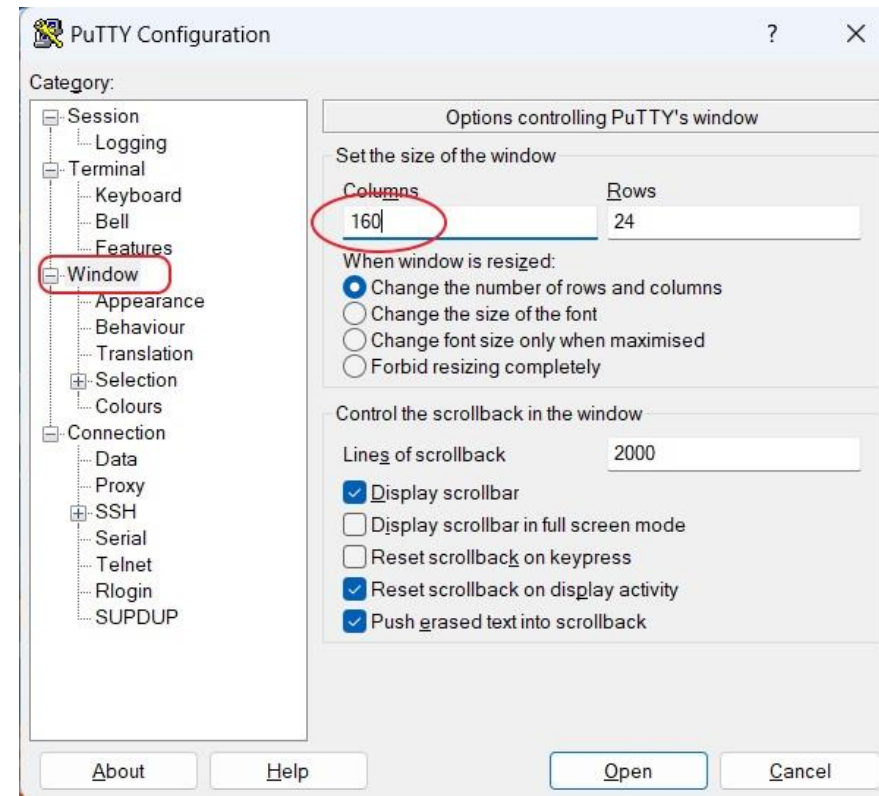 PuTTY Configuration ? ×
Category:
Session
Logging
Terminal
Keyboard
Bell
Features
Window
Appearance
Behaviour
Translation
Selection
Colours
Connection
Data
Proxy
SSH
Serial
Telnet
Rlogin
SUPDUP
Options controlling PuTTY's window
Set the size of the window
Columns Rows
160 24
When window is resized:
Change the number of rows and columns
Change the size of the font
Change font size only when maximised
Forbid resizing completely
Control the scrollback in the window
Lines of scrollback 2000
Display scrollbar
Display scrollbar in full screen mode
Reset scrollback on keypress
Reset scrollback on display activity
Push erased text into scrollback
About Help Open Cancel